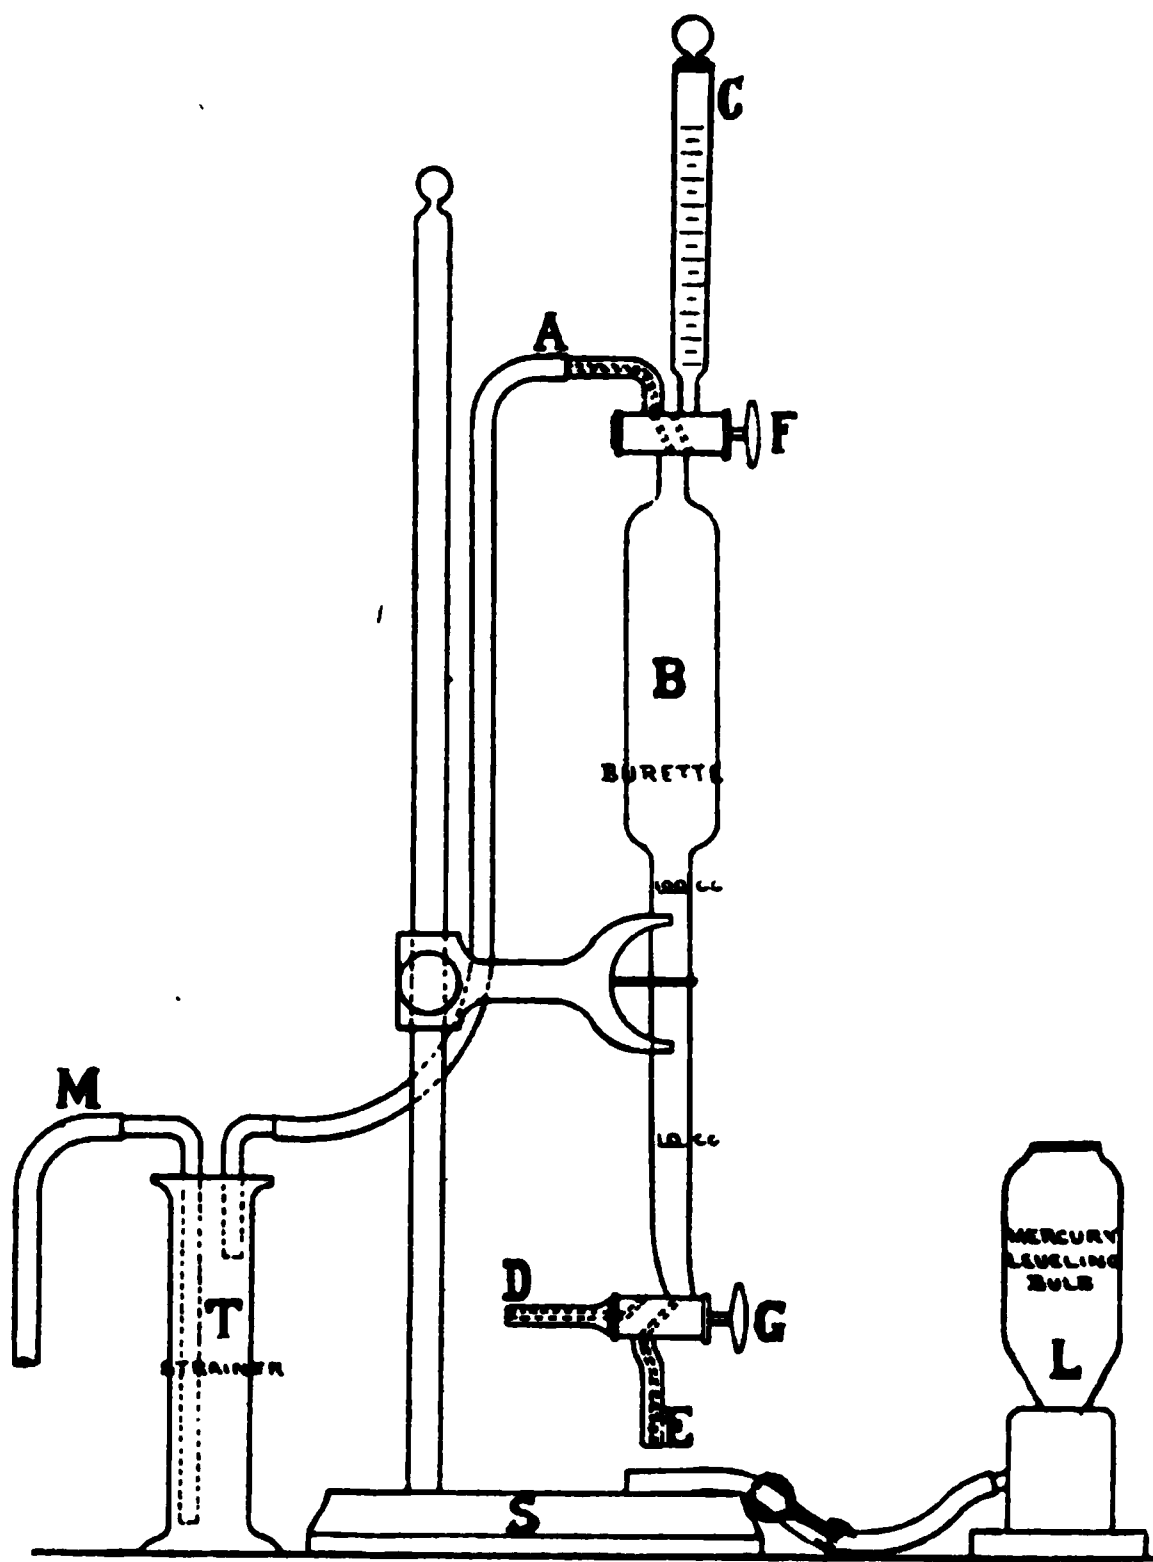 C
A
F
B
BURETTE
100 CC
M
10 CC
MERCURY
LEVELING
BULB
D
G
T
STRAINER
L
E
S